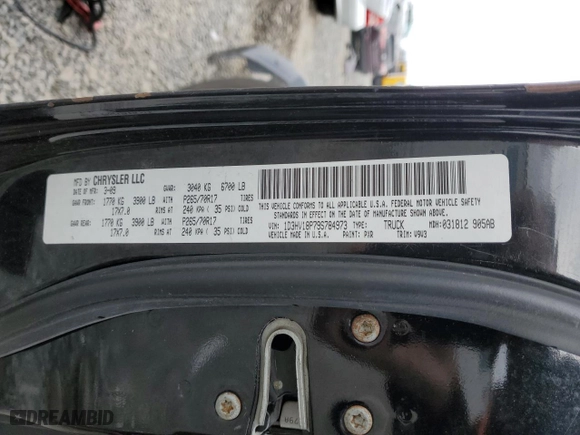 MFD BY CHRYSLER LLC
DATE OF MFR: 3-09 GVWR: 3040 KG 6700 LB
GAWR FRONT: 1770 KG 3900 LB WITH P265/70R17 TIRES
17X7.0 RIMS AT 240 KPA ( 35 PSI) COLD
GAWR REAR: 1770 KG 3900 LB WITH P265/70R17 TIRES
17X7.0 RIMS AT 240 KPA ( 35 PSI) COLD
THIS VEHICLE CONFORMS TO ALL APPLICABLE U.S.A. FEDERAL MOTOR VEHICLE SAFETY
STANDARDS IN EFFECT ON THE DATE OF MANUFACTURE SHOWN ABOVE.
VIN: 1D3HV18P79S784973 TYPE: TRUCK MDH: 031812 905AB
VEHICLE MADE IN U.S.A. PAINT: PXR TRIM: V9V3
DREAMBID